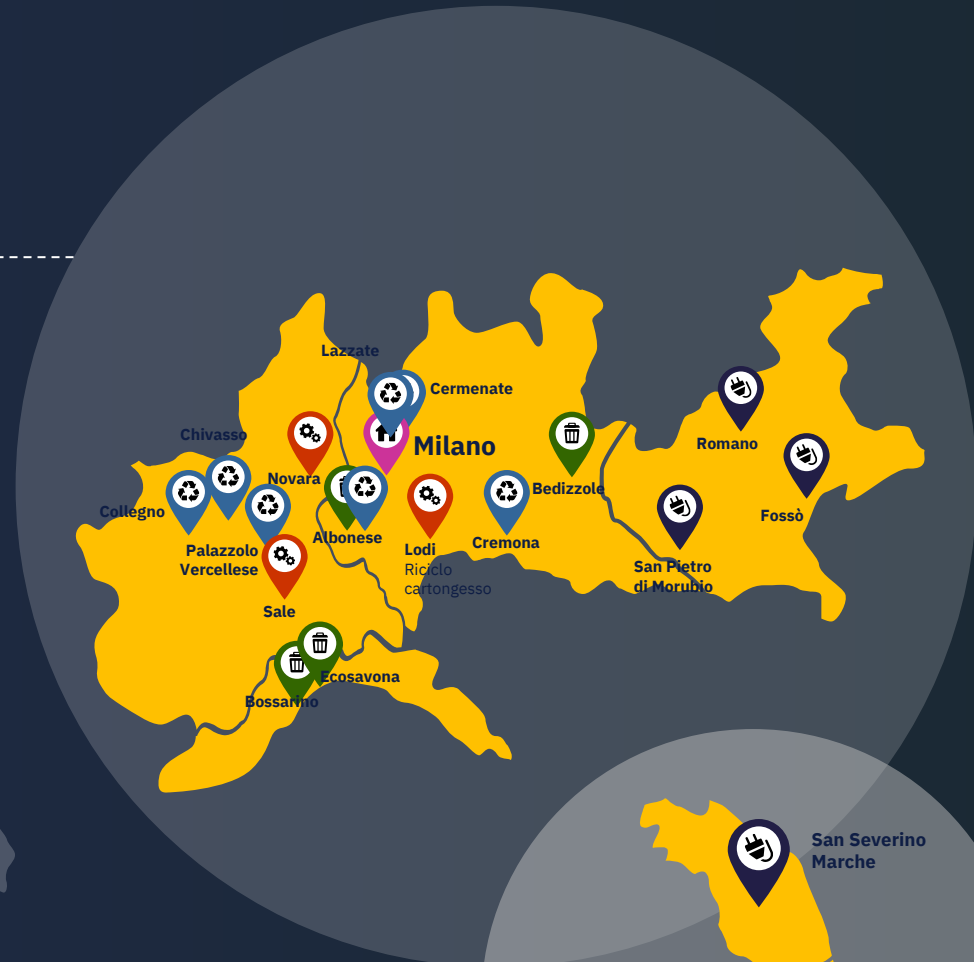 Lazzate
Cermenate
Chivasso
Milano
Romano
Novara
Bedizzole
Collegno
Fossò
Albonese
Cremona
Palazzolo
Vercellese
Lodi
Riciclo
cartongesso
San Pietro
di Morubio
Sale
Ecosavona
Bossarino
San Severino
Marche